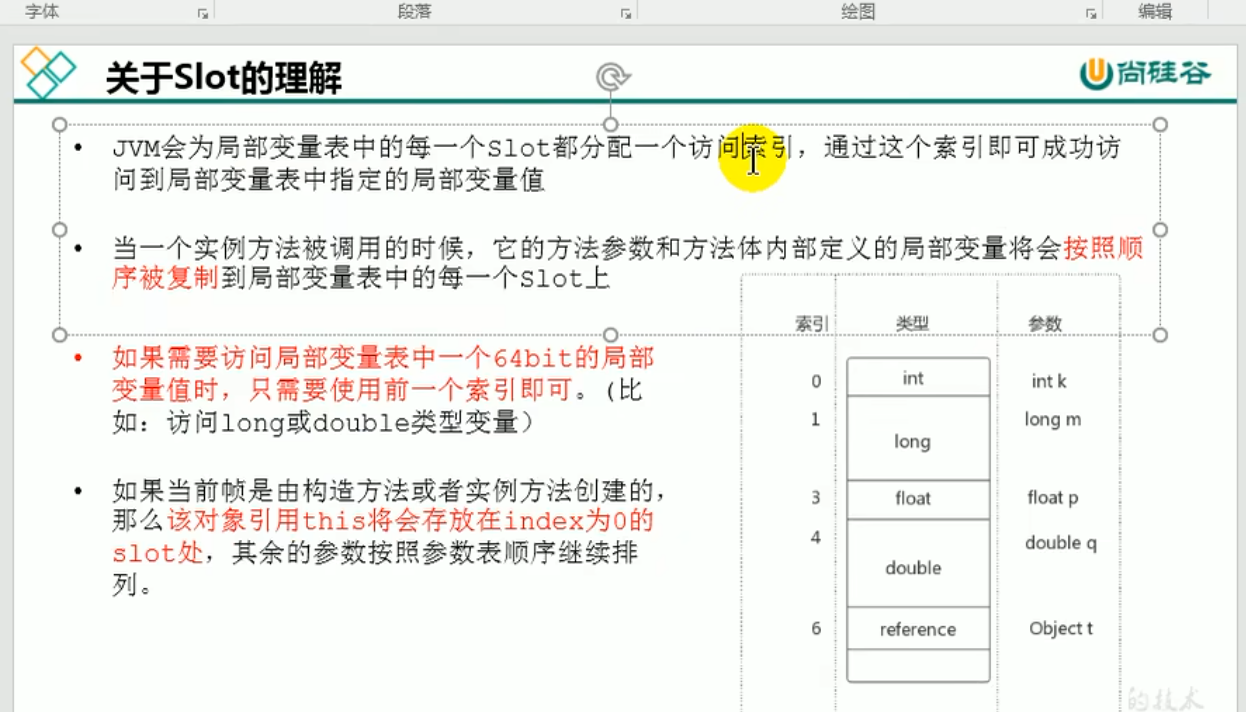 字体
段落
绘图
编辑
关于Slot的理解
尚硅谷
• JVM会为局部变量表中的每一个Slot都分配一个访问索引，通过这个索引即可成功访
问到局部变量表中指定的局部变量值
• 当一个实例方法被调用的时候，它的方法参数和方法体内部定义的局部变量将会按照顺
序被复制到局部变量表中的每一个Slot上
• 如果需要访问局部变量表中一个64bit的局部
变量值时，只需要使用前一个索引即可。(比
如：访问long或double类型变量）
• 如果当前帧是由构造方法或者实例方法创建的，
那么该对象引用this将会存放在index为0的
slot处，其余的参数按照参数表顺序继续排
列。
索引 类型 参数
0 int int k
1 long long m
3 float float p
4 double double q
6 reference Object t
的技术